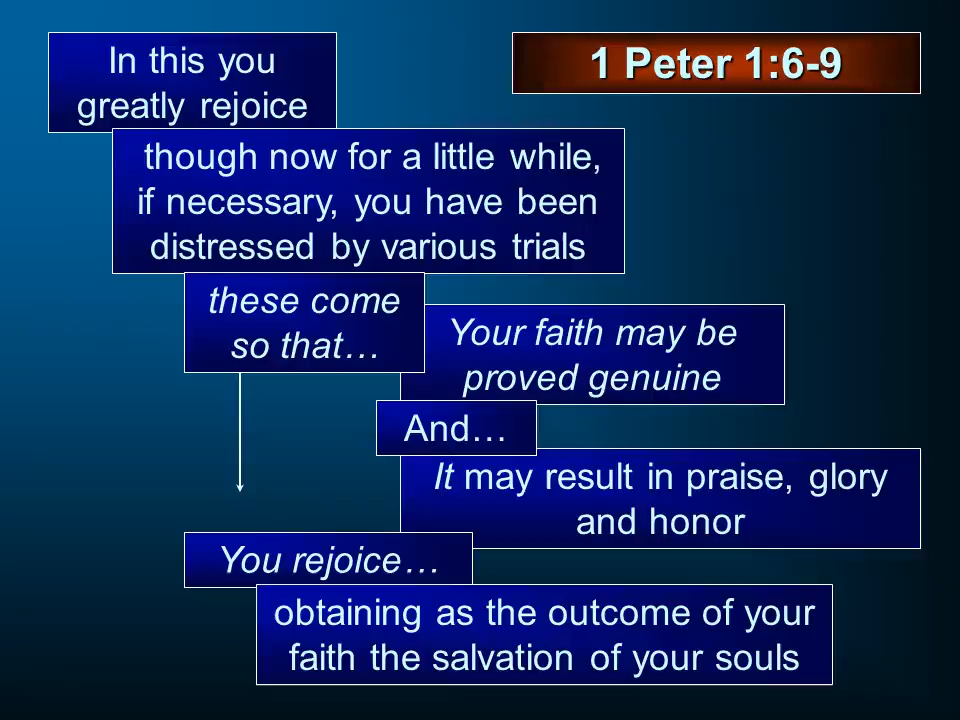 In this you
greatly rejoice
1 Peter 1:6-9
though now for a little while,
if necessary, you have been
distressed by various trials
these come
so that…
Your faith may be
proved genuine
And…
It may result in praise, glory
and honor
You rejoice…
obtaining as the outcome of your
faith the salvation of your souls